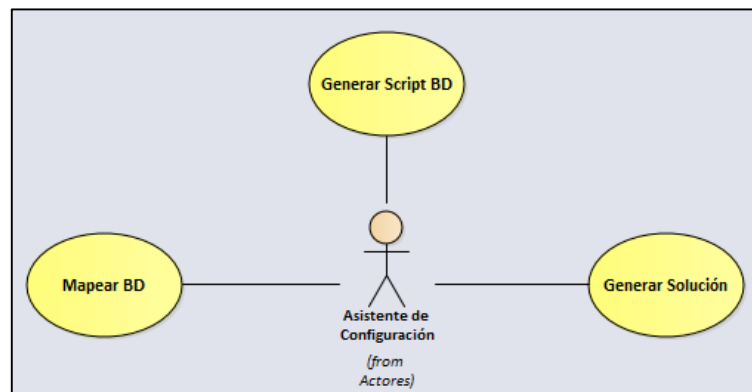 Generar Script BD
Mapear BD
Generar Solución
Asistente de
Configuración
(from
Actores)